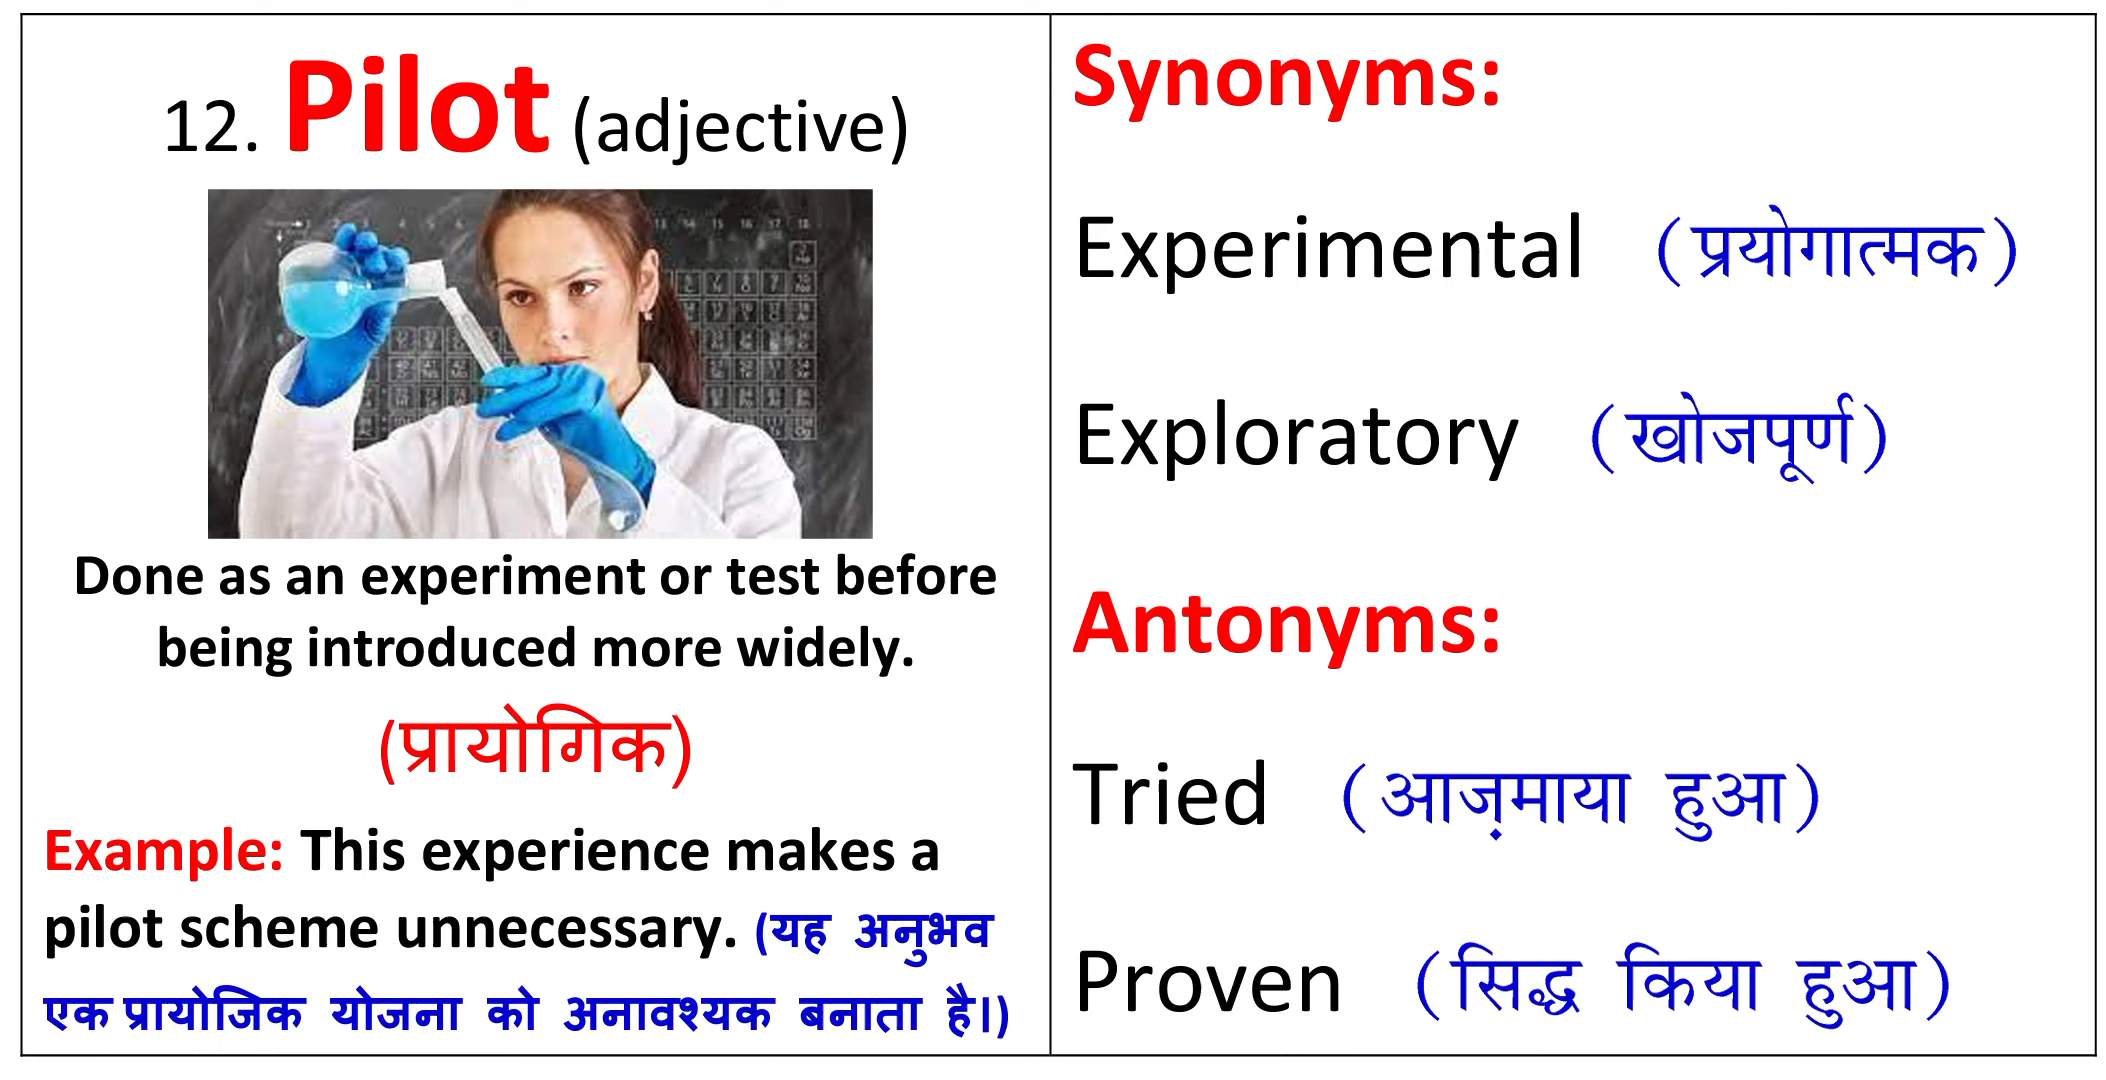 12. Pilot (adjective)
Done as an experiment or test before
being introduced more widely.
(प्रायोगिक)
Example: This experience makes a
pilot scheme unnecessary. (यह अनुभव
एक प्रायोजिक योजना को अनावश्यक बनाता है।)
Synonyms:
Experimental (प्रयोगात्मक)
Exploratory (खोजपूर्ण)
Antonyms:
Tried (आज़माया हुआ)
Proven (सिद्ध किया हुआ)